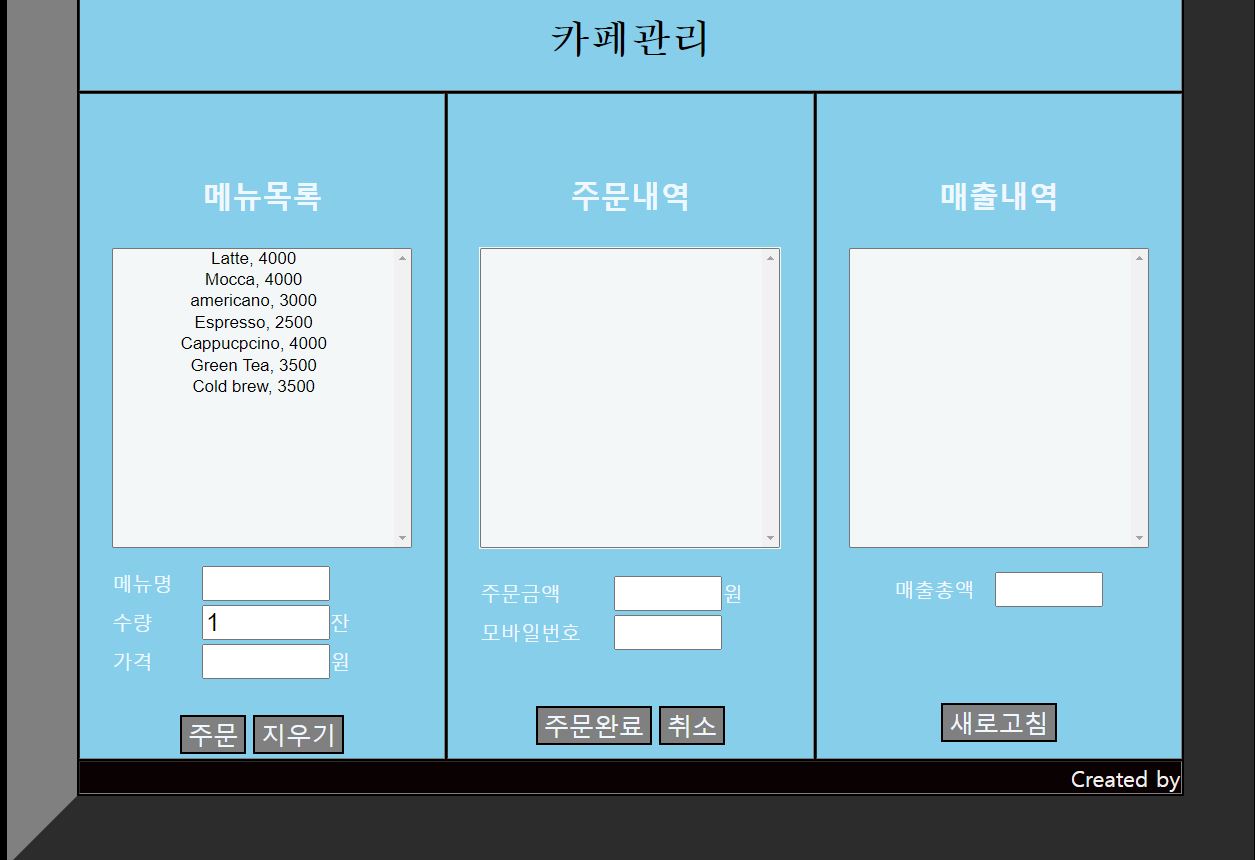 카페관리
메뉴목록
Latte, 4000
Mocca, 4000
americano, 3000
Espresso, 2500
Cappucpcino, 4000
Green Tea, 3500
Cold brew, 3500
메뉴명
수량 1 잔
가격 원
주문 지우기
주문내역
주문금액 원
모바일번호
주문완료 취소
매출내역
매출총액
새로고침
Created by